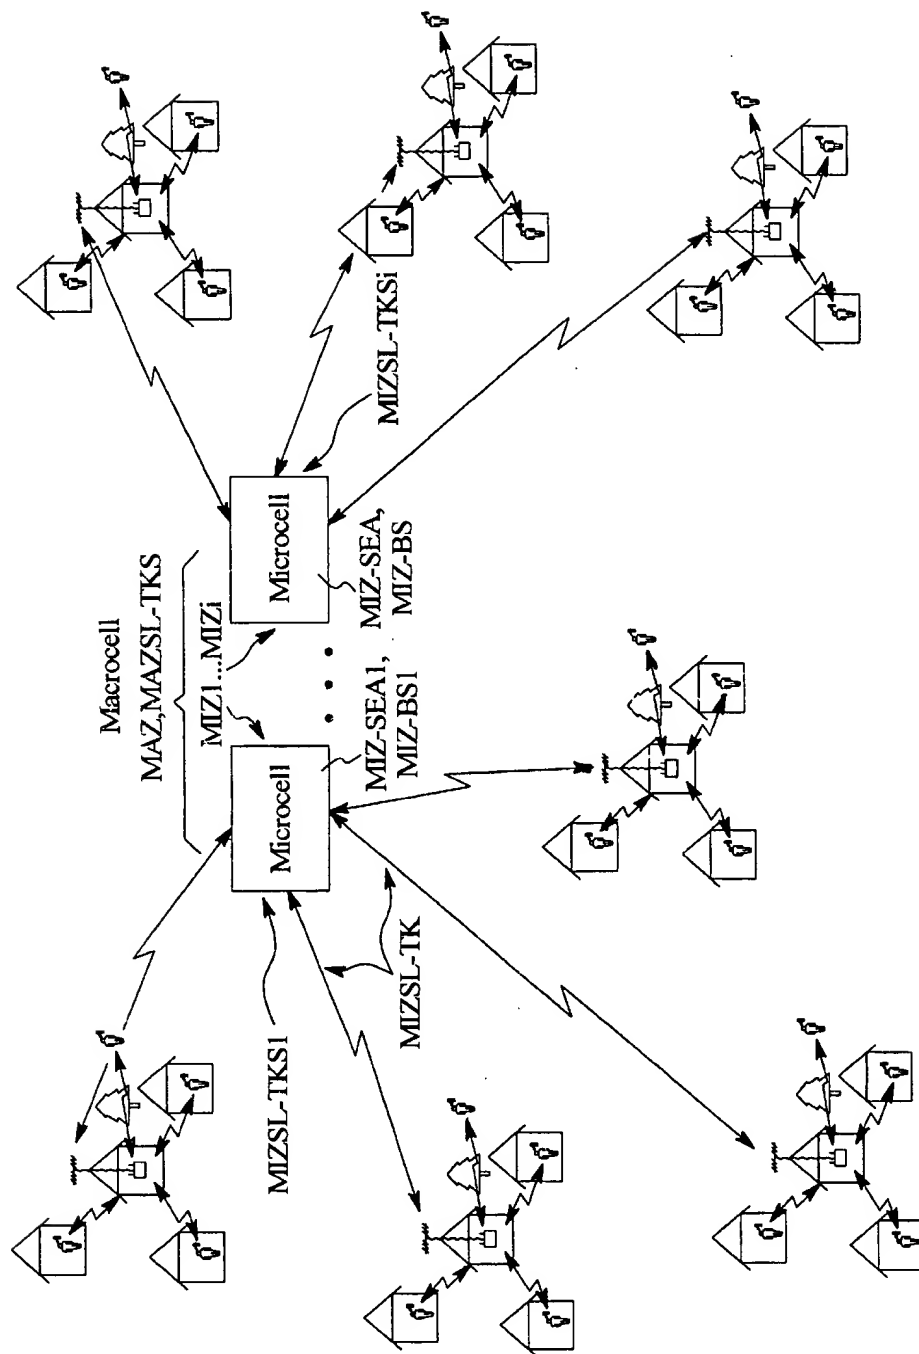 Macrocell
MAZ,MAZSL-TKS
MIZ1...MIZi
Microcell
Microcell
MIZ-SEA1,
MIZ-BS1
MIZ-SEA,
MIZ-BS
MIZSL-TKS1
MIZSL-TK
MIZSL-TKSi